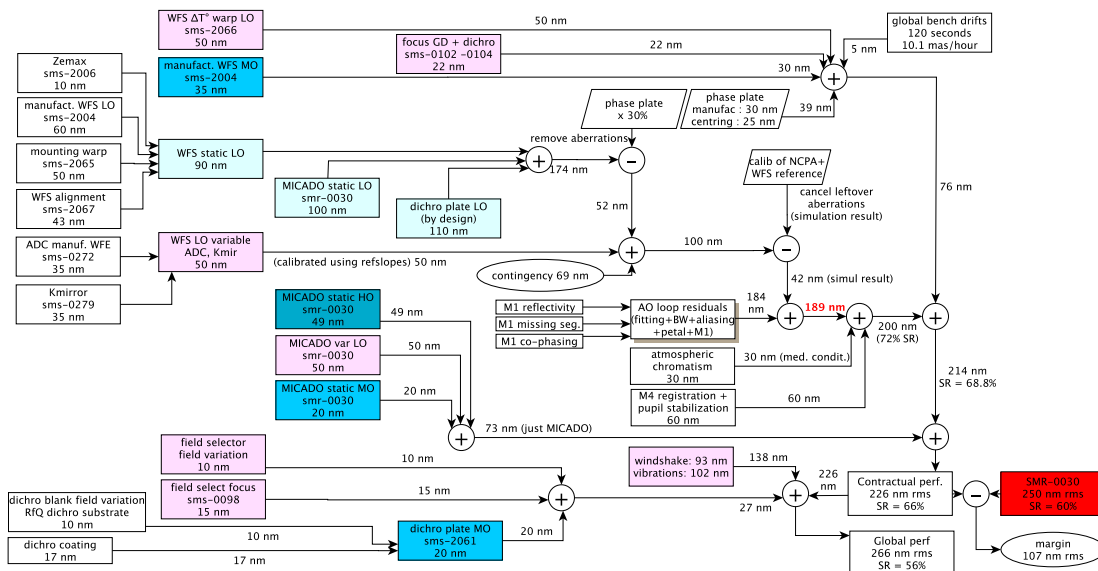 WFS ΔT° warp LO
sms-2066
50 nm
50 nm
global bench drifts
120 seconds
10.1 mas/hour
focus GD + dichro
sms-0102 -0104
22 nm
22 nm
5 nm
Zemax
sms-2006
10 nm
manufact. WFS MO
sms-2004
35 nm
30 nm
+
39 nm
manufact. WFS LO
sms-2004
60 nm
phase plate
x 30%
phase plate
manufac : 30 nm
centring : 25 nm
remove aberrations
mounting warp
sms-2065
50 nm
WFS static LO
90 nm
+
174 nm
-
calib of NCPA+
WFS reference
MICADO static LO
smr-0030
100 nm
dichro plate LO
(by design)
110 nm
WFS alignment
sms-2067
43 nm
52 nm
cancel leftover
aberrations
(simulation result)
76 nm
ADC manuf. WFE
sms-0272
35 nm
WFS LO variable
ADC, Kmir
50 nm
(calibrated using refslopes) 50 nm
+
100 nm
-
contingency 69 nm
42 nm (simul result)
Kmirror
sms-0279
35 nm
MICADO static HO
smr-0030
49 nm
49 nm
M1 reflectivity
M1 missing seg.
M1 co-phasing
AO loop residuals
(fitting+BW+aliasing
+petal+M1)
184
nm
+
189 nm
+
200 nm
(72% SR)
+
MICADO var LO
smr-0030
50 nm
50 nm
atmospheric
chromatism
30 nm
30 nm (med. condit.)
214 nm
SR = 68.8%
MICADO static MO
smr-0030
20 nm
20 nm
M4 registration +
pupil stabilization
60 nm
60 nm
+
73 nm (just MICADO)
+
field selector
field variation
10 nm
10 nm
windshake: 93 nm
vibrations: 102 nm
138 nm
226
nm
Contractual perf.
226 nm rms
SR = 66%
-
SMR-0030
250 nm rms
SR = 60%
field select focus
sms-0098
15 nm
15 nm
+
27 nm
+
dichro blank field variation
RfQ dichro substrate
10 nm
10 nm
dichro plate MO
sms-2061
20 nm
20 nm
dichro coating
17 nm
17 nm
Global perf
266 nm rms
SR = 56%
margin
107 nm rms